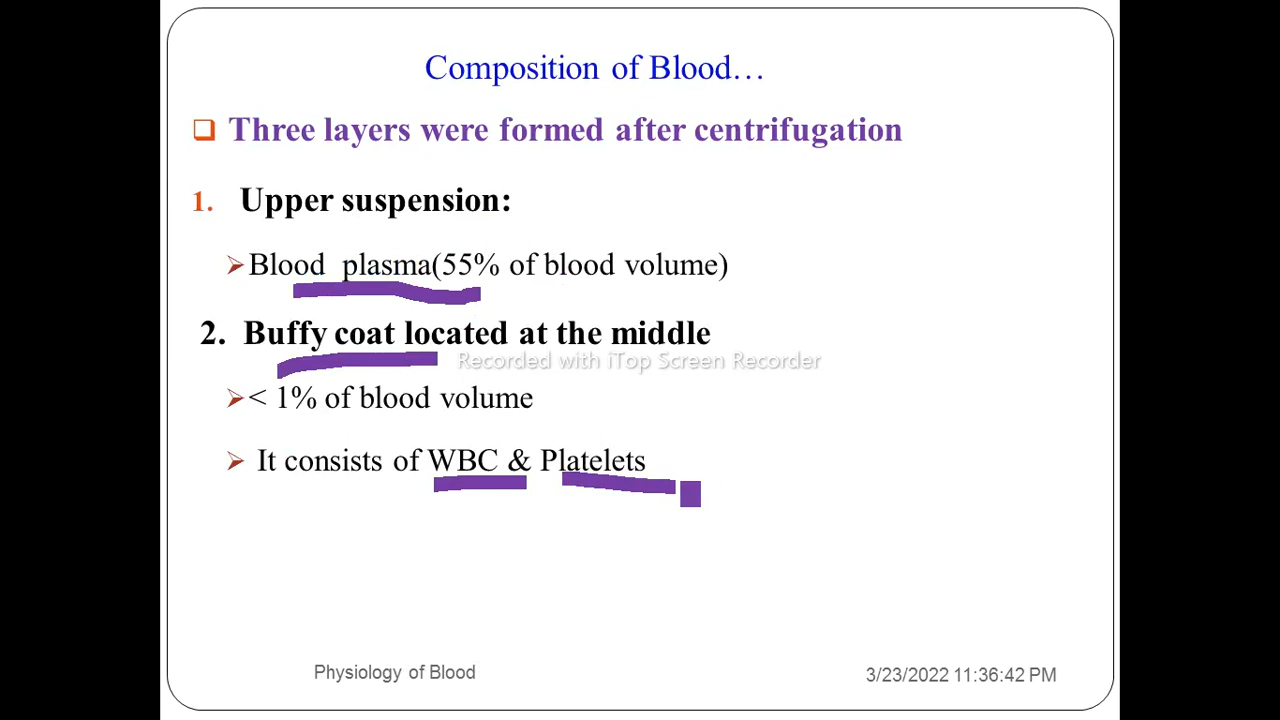 Composition of Blood…
❑ Three layers were formed after centrifugation
1. Upper suspension:
➢Blood plasma(55% of blood volume)
2. Buffy coat located at the middle
Recorded with iTop Screen Recorder
➢< 1% of blood volume
➢ It consists of WBC & Platelets
Physiology of Blood
3/23/2022 11:36:42 PM